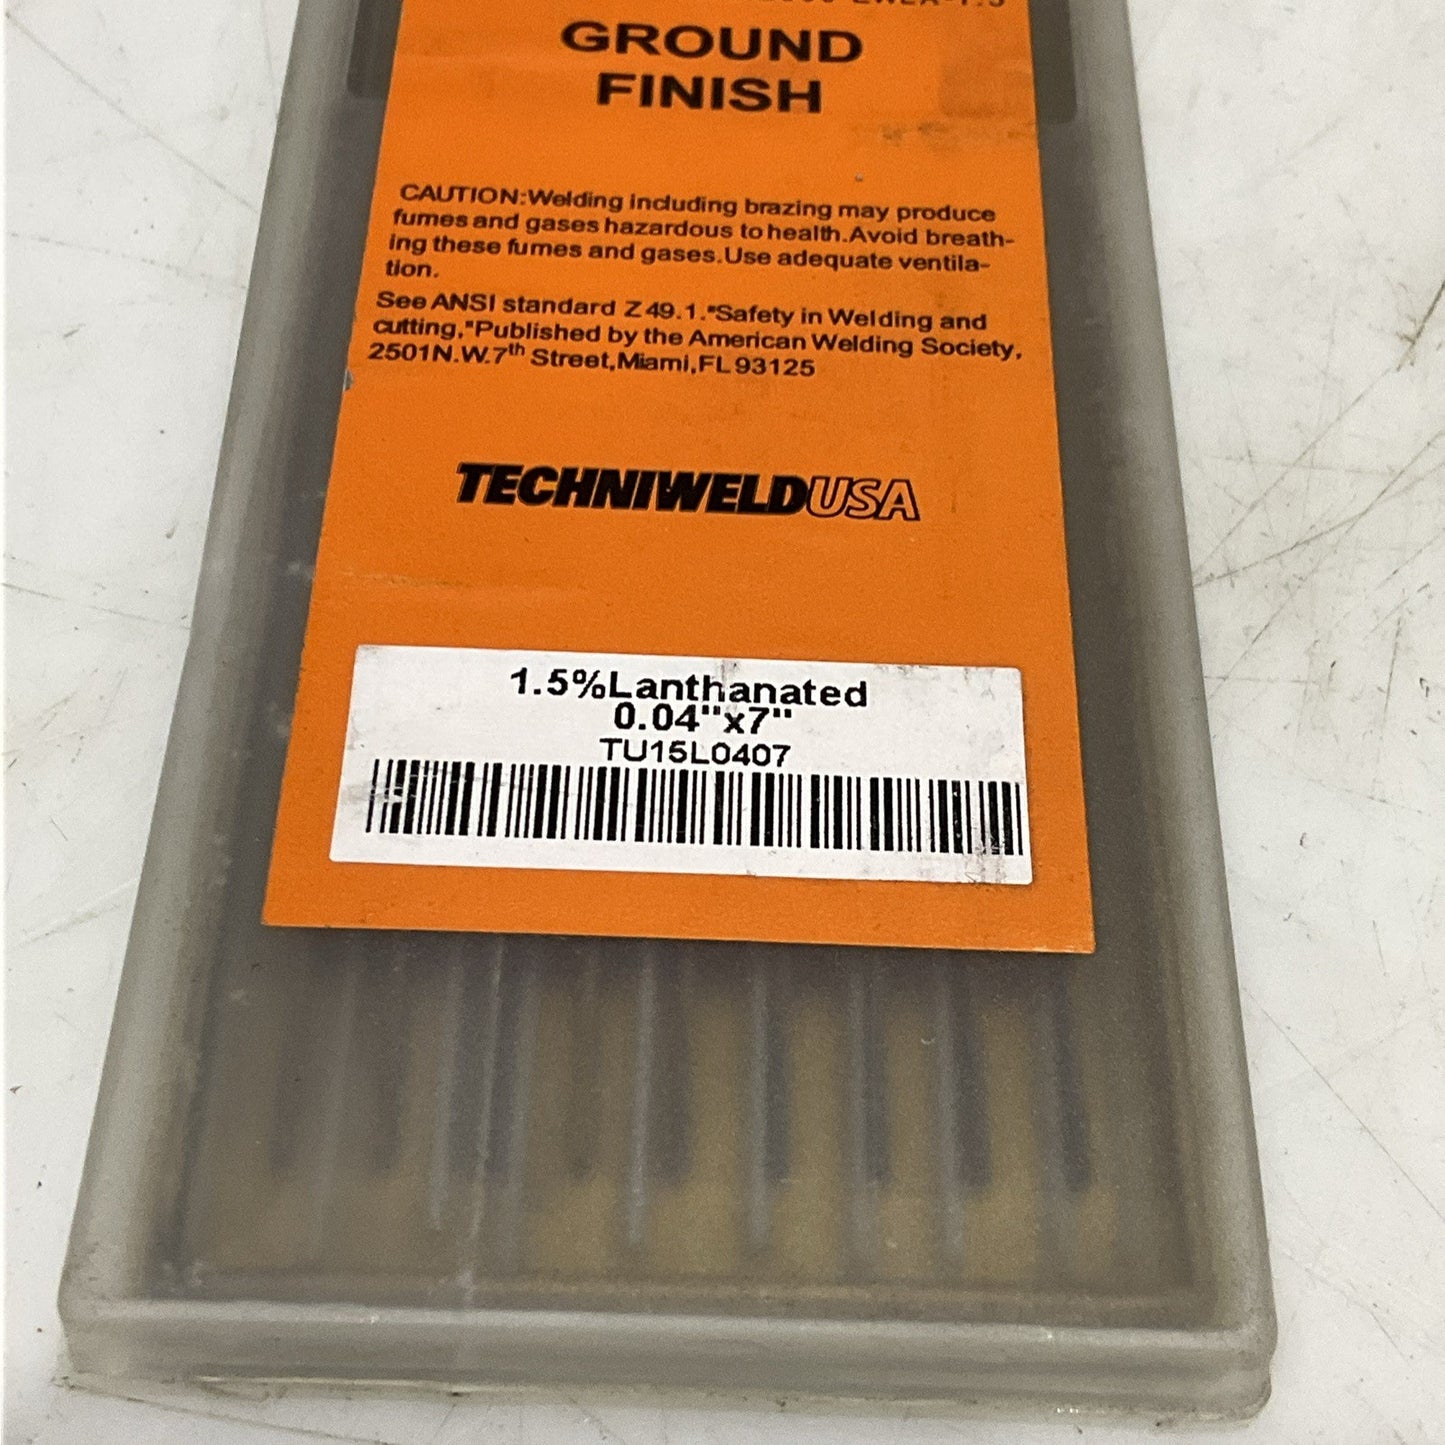 GROUND
FINISH
CAUTION:Welding including brazing may produce
fumes and gases hazardous to health.Avoid breath-
ing these fumes and gases.Use adequate ventila-
tion.
See ANSI standard Z49.1."Safety in Welding and
cutting,"Published by the American Welding Society,
2501N.W.7th Street,Miami,FL93125
TECHNIWELDUSA
1.5%Lanthanated
0.04"x7"
TU15L0407